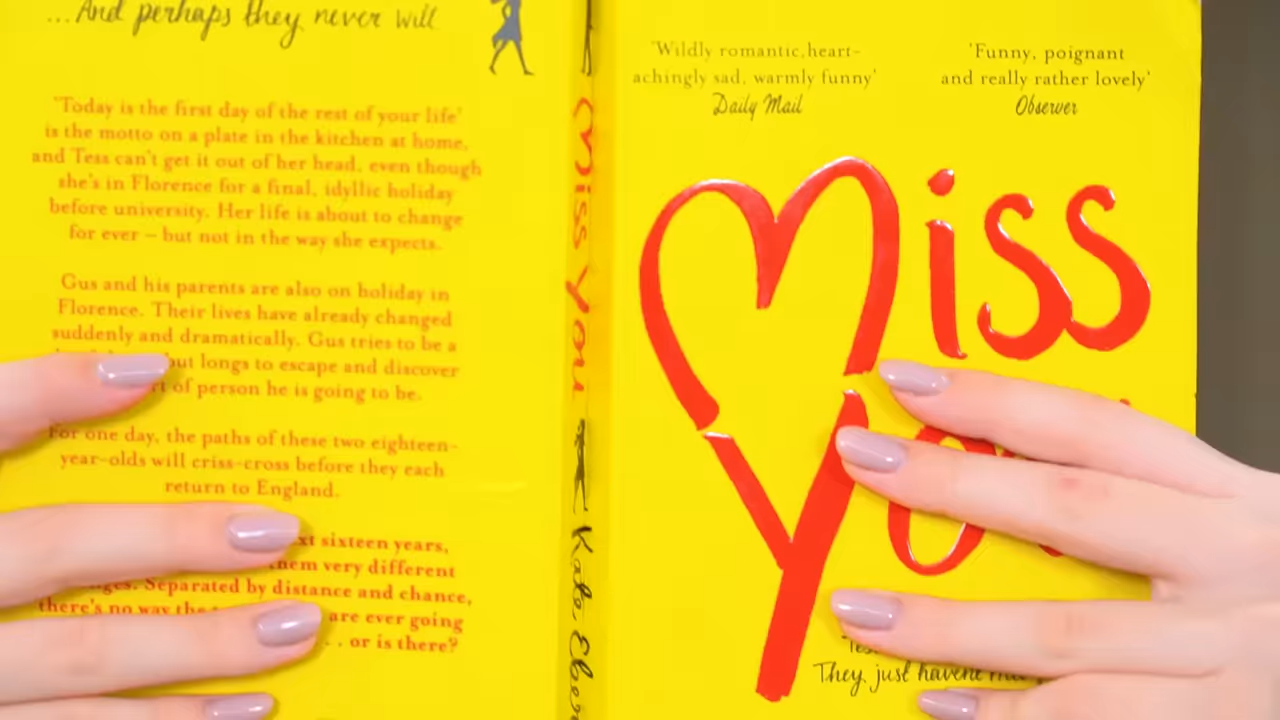 ...And perhaps they never will
'Today is the first day of the rest of your life'
is the motto on a plate in the kitchen at home,
and Tess can't get it out of her head, even though
she's in Florence for a final, idyllic holiday
before university. Her life is about to change
for ever – but not in the way she expects.
Gus and his parents are also on holiday in
Florence. Their lives have already changed
suddenly and dramatically. Gus tries to be a
but longs to escape and discover
of person he is going to be.
For one day, the paths of these two eighteen-
year-olds will criss-cross before they each
return to England.
sixteen years,
them very different
Separated by distance and chance,
there's no way the are ever going
. . or is there?
Miss You
Kate
'Wildly romantic, heart-
achingly sad, warmly funny'
Daily Mail
'Funny, poignant
and really rather lovely'
Observer
Miss
You
They just haven't